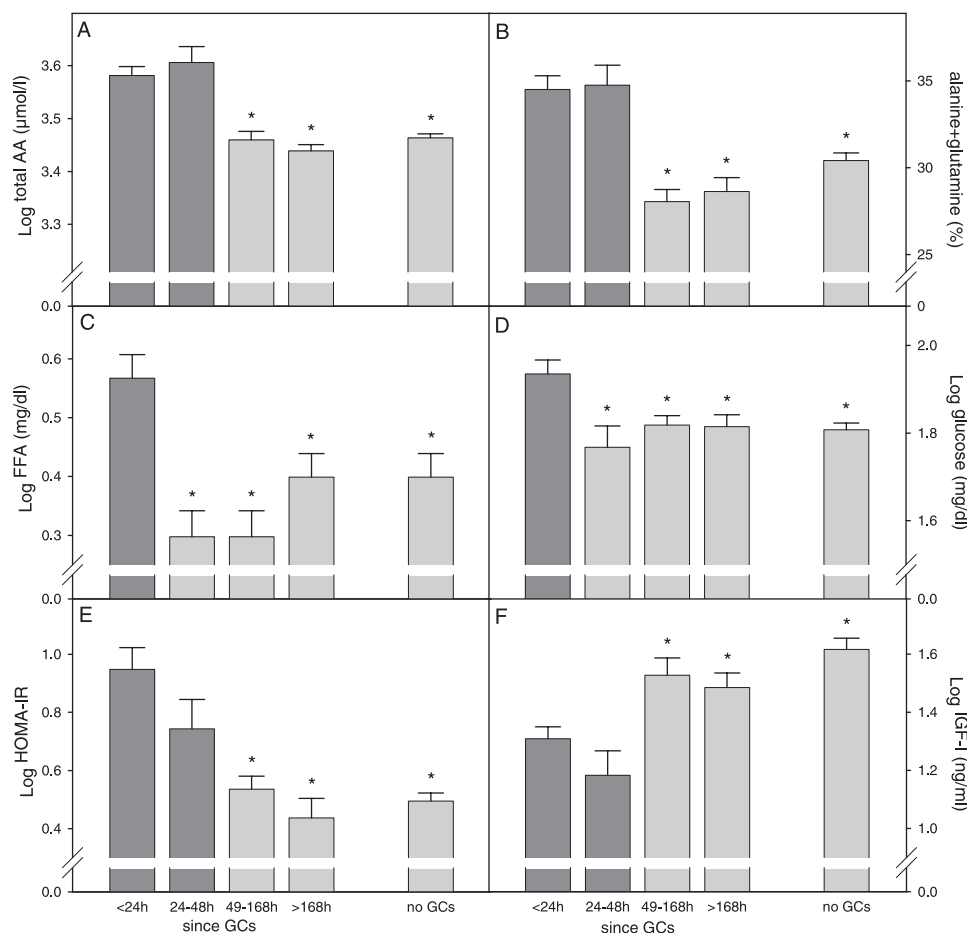 A
B
Log total AA (μmol/l)
3.6
3.5
3.4
3.3
0.0
* * *
* * *
35
30
25
0
alanine+glutamine (%)
C
D
Log FFA (mg/dl)
0.6
0.5
0.4
0.3
0.0
* * * *
* * * *
2.0
1.8
1.6
0.0
Log glucose (mg/dl)
E
F
Log HOMA-IR
1.0
0.8
0.6
0.4
0.0
* * *
* * *
1.6
1.4
1.2
1.0
0.0
Log IGF-I (ng/ml)
<24h 24-48h 49-168h >168h no GCs
since GCs
<24h 24-48h 49-168h >168h no GCs
since GCs